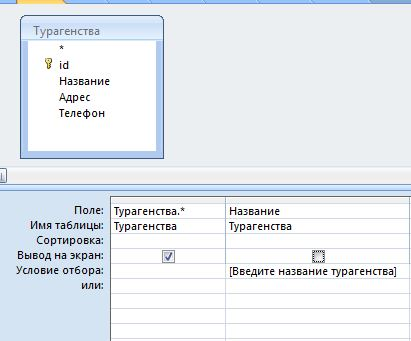 Турагенства
*
id
Название
Адрес
Телефон
Поле: Турагенства.* Название
Имя таблицы: Турагенства Турагенства
Сортировка:
Вывод на экран:
Условие отбора: [Введите название турагенства]
или: